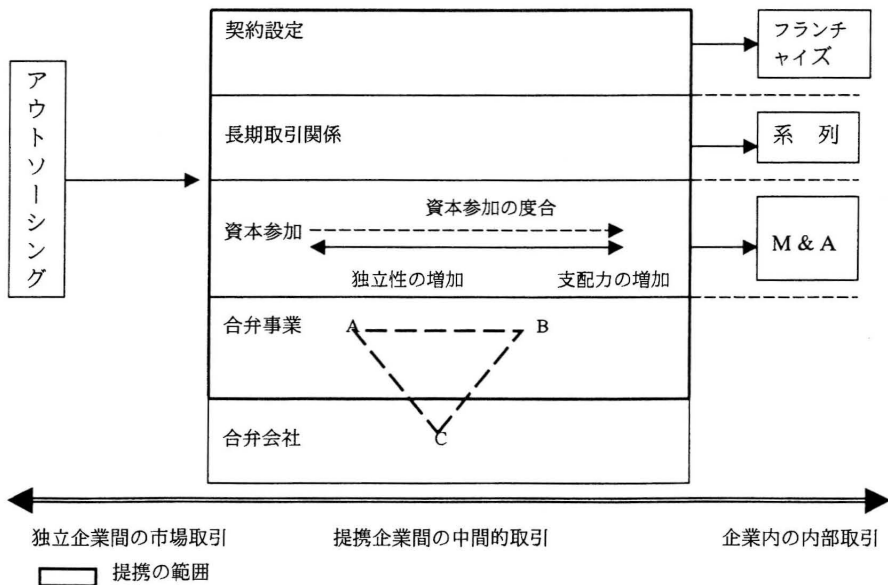 契約設定
フランチ
ャイズ
アウトソーシング
長期取引関係
系 列
資本参加の度合
資本参加
M & A
独立性の増加
支配力の増加
合弁事業
A
B
合弁会社
C
独立企業間の市場取引
提携企業間の中間的取引
企業内の内部取引
提携の範囲